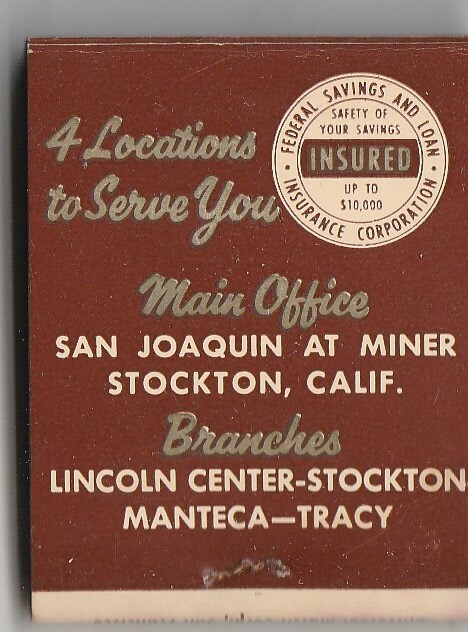 4 Locations
to Serve You
FEDERAL SAVINGS AND LOAN
INSURANCE CORPORATION
SAFETY OF
YOUR SAVINGS
INSURED
UP TO
$10,000
Main Office
SAN JOAQUIN AT MINER
STOCKTON, CALIF.
Branches
LINCOLN CENTER-STOCKTON
MANTECA—TRACY